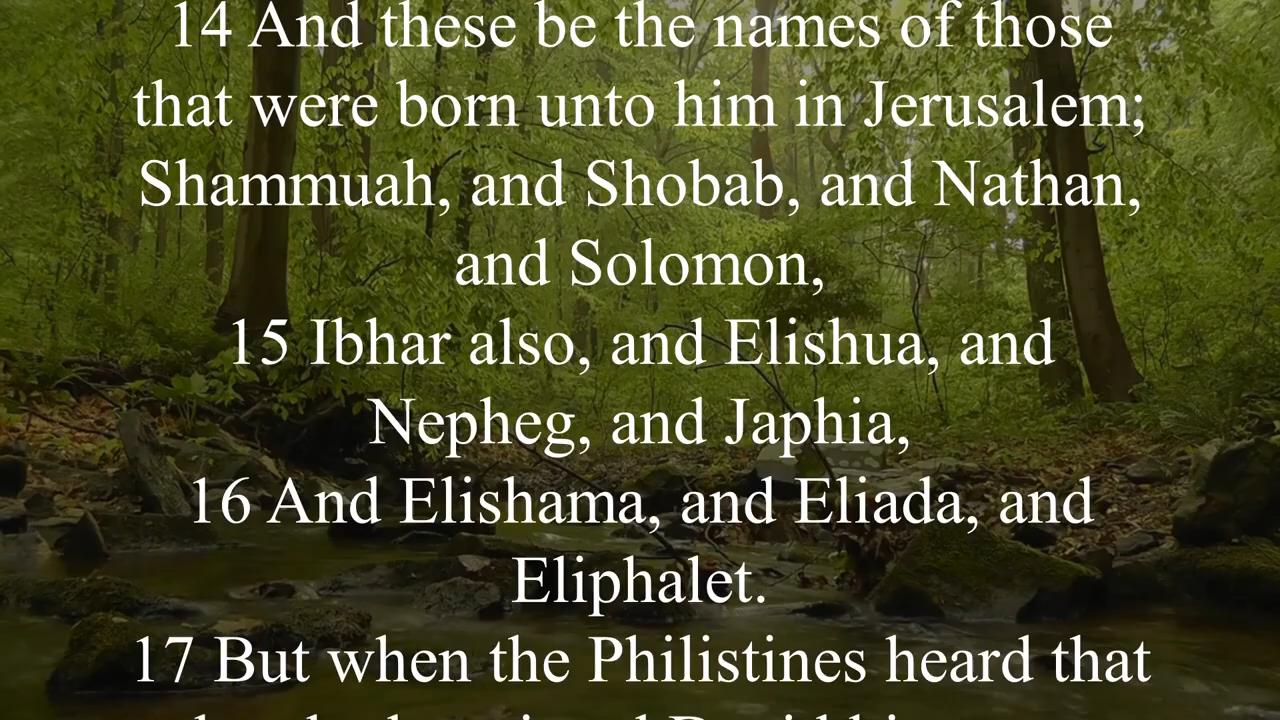 14 And these be the names of those
that were born unto him in Jerusalem;
Shammuah, and Shobab, and Nathan,
and Solomon,
15 Ibhar also, and Elishua, and
Nepheg, and Japhia,
16 And Elishama, and Eliada, and
Eliphalet.
17 But when the Philistines heard that